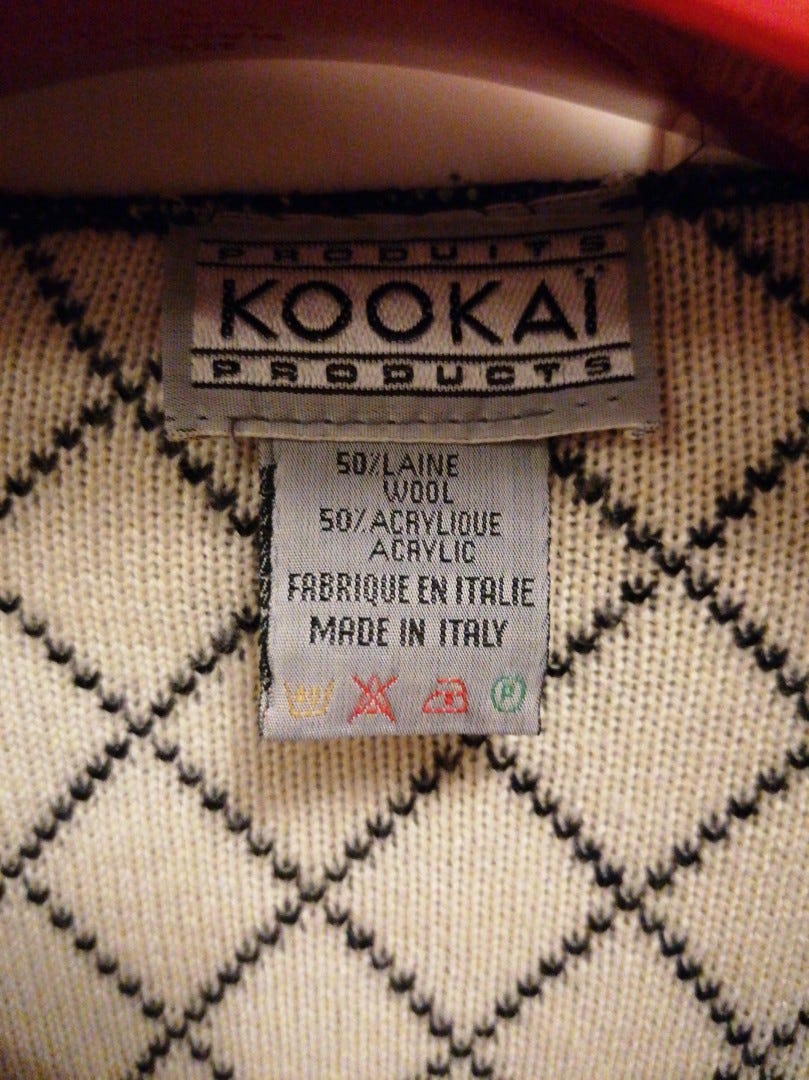 PRODUITS
KOOKAÏ
PRODUCTS
50%LAINE
WOOL
50%ACRYLIQUE
ACRYLIC
FABRIQUE EN ITALIE
MADE IN ITALY
P